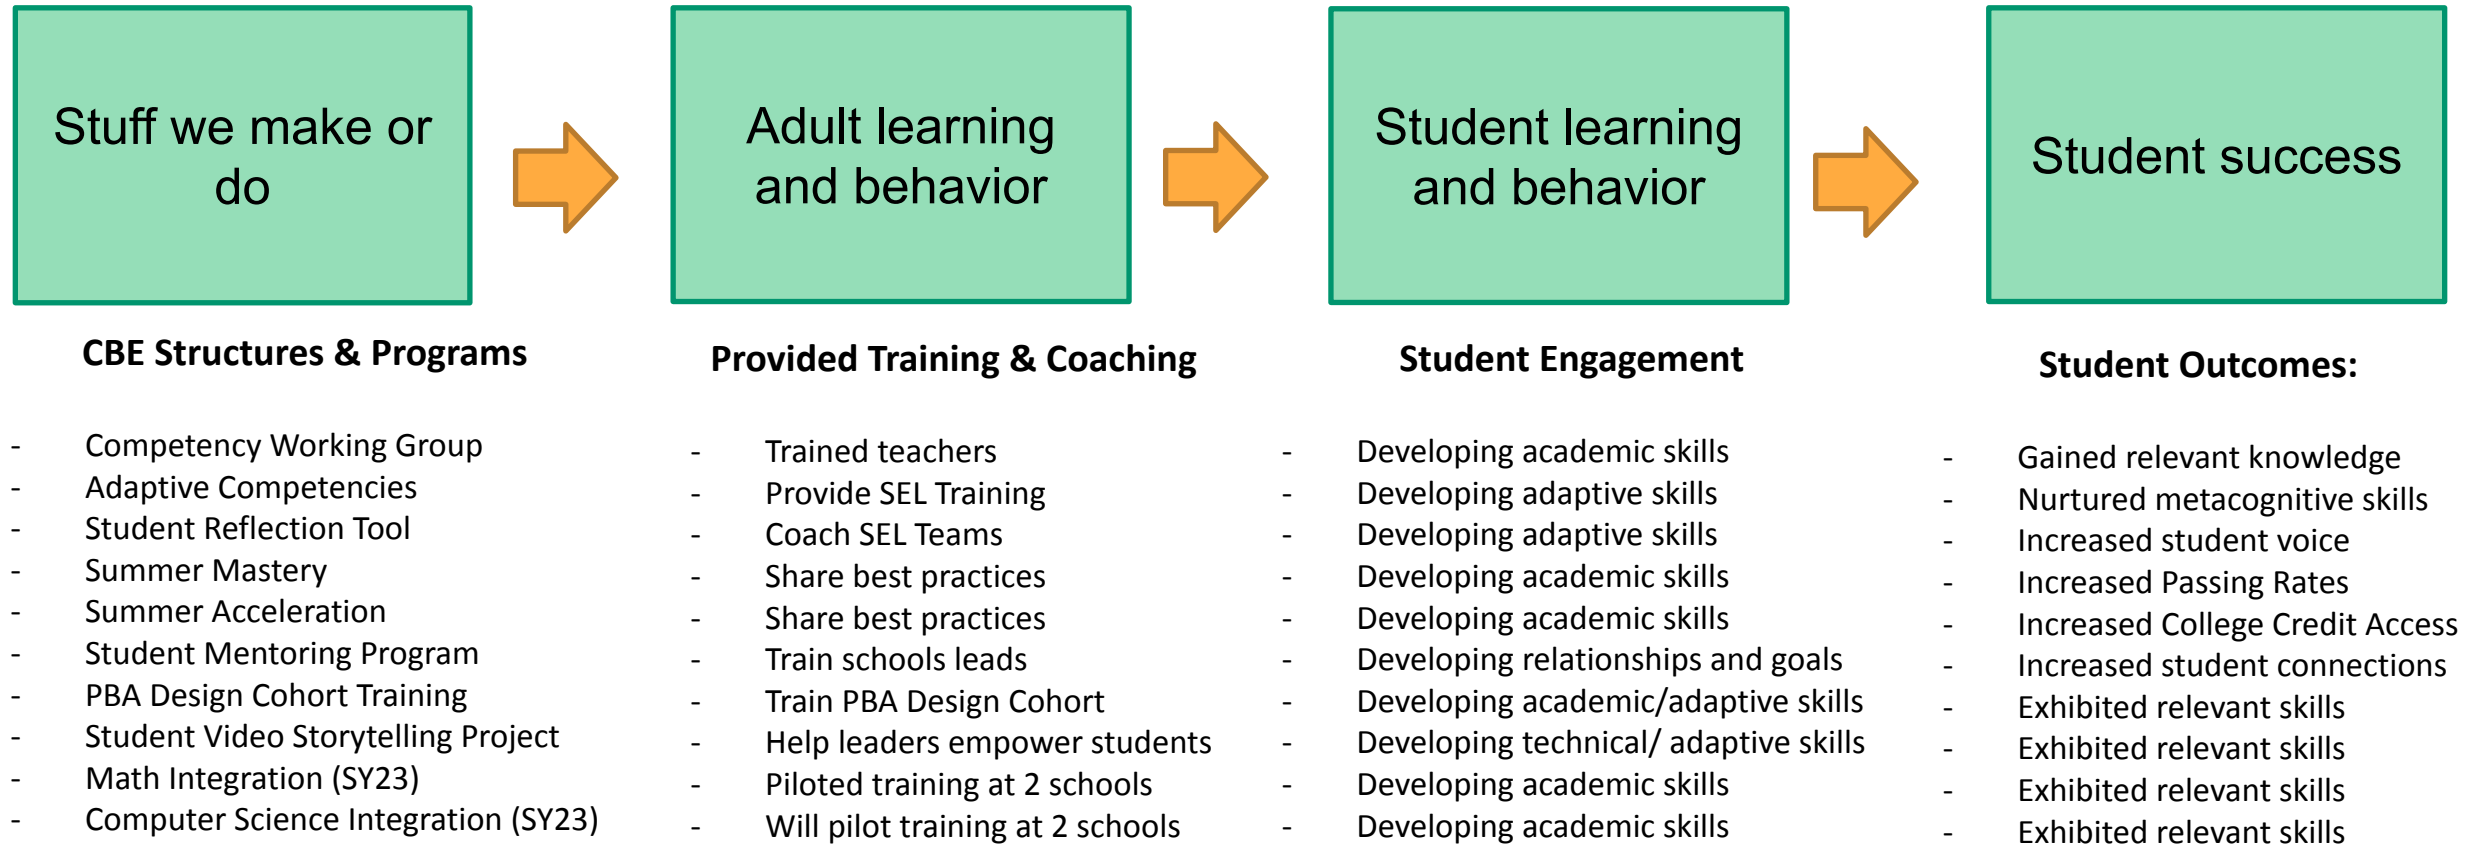 Stuff we make or
do
Adult learning
and behavior
Student learning
and behavior
Student success
CBE Structures & Programs
- Competency Working Group
- Adaptive Competencies
- Student Reflection Tool
- Summer Mastery
- Summer Acceleration
- Student Mentoring Program
- PBA Design Cohort Training
- Student Video Storytelling Project
- Math Integration (SY23)
- Computer Science Integration (SY23)
Provided Training & Coaching
- Trained teachers
- Provide SEL Training
- Coach SEL Teams
- Share best practices
- Share best practices
- Train schools leads
- Train PBA Design Cohort
- Help leaders empower students
- Piloted training at 2 schools
- Will pilot training at 2 schools
Student Engagement
- Developing academic skills
- Developing adaptive skills
- Developing adaptive skills
- Developing academic skills
- Developing academic skills
- Developing relationships and goals
- Developing academic/adaptive skills
- Developing technical/ adaptive skills
- Developing academic skills
- Developing academic skills
Student Outcomes:
- Gained relevant knowledge
- Nurtured metacognitive skills
- Increased student voice
- Increased Passing Rates
- Increased College Credit Access
- Increased student connections
- Exhibited relevant skills
- Exhibited relevant skills
- Exhibited relevant skills
- Exhibited relevant skills